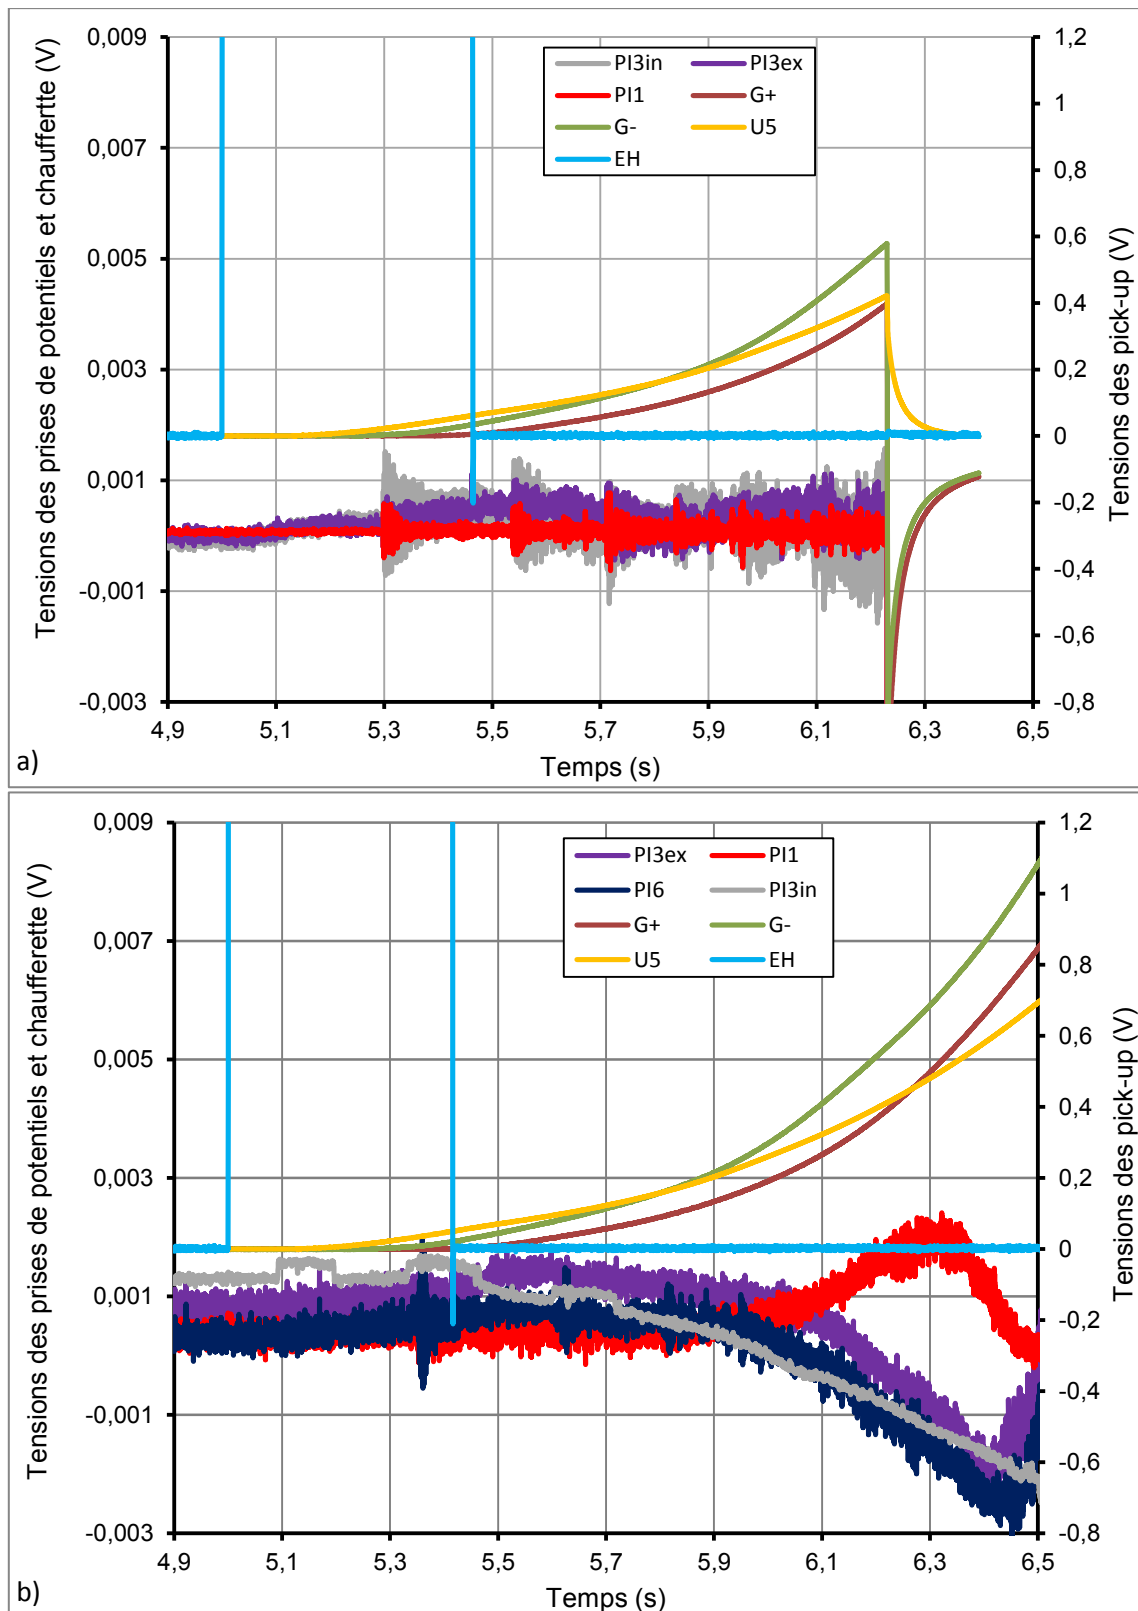 Tensions des prises de potentiels et chauffertte (V)
0,009
0,007
0,005
0,003
0,001
-0,001
-0,003
PI3in PI3ex
PI1 G+
G- U5
EH
1,2
1
0,8
0,6
0,4
0,2
0
-0,2
-0,4
-0,6
-0,8
Tensions des pick-up (V)
4,9 5,1 5,3 5,5 5,7 5,9 6,1 6,3 6,5
Temps (s)
a)
Tensions des prises de potentiels et chaufferette (V)
0,009
0,007
0,005
0,003
0,001
-0,001
-0,003
PI3ex PI1
PI6 PI3in
G+ G-
U5 EH
1,2
1
0,8
0,6
0,4
0,2
0
-0,2
-0,4
-0,6
-0,8
Tensions des pick-up (V)
4,9 5,1 5,3 5,5 5,7 5,9 6,1 6,3 6,5
Temps (s)
b)